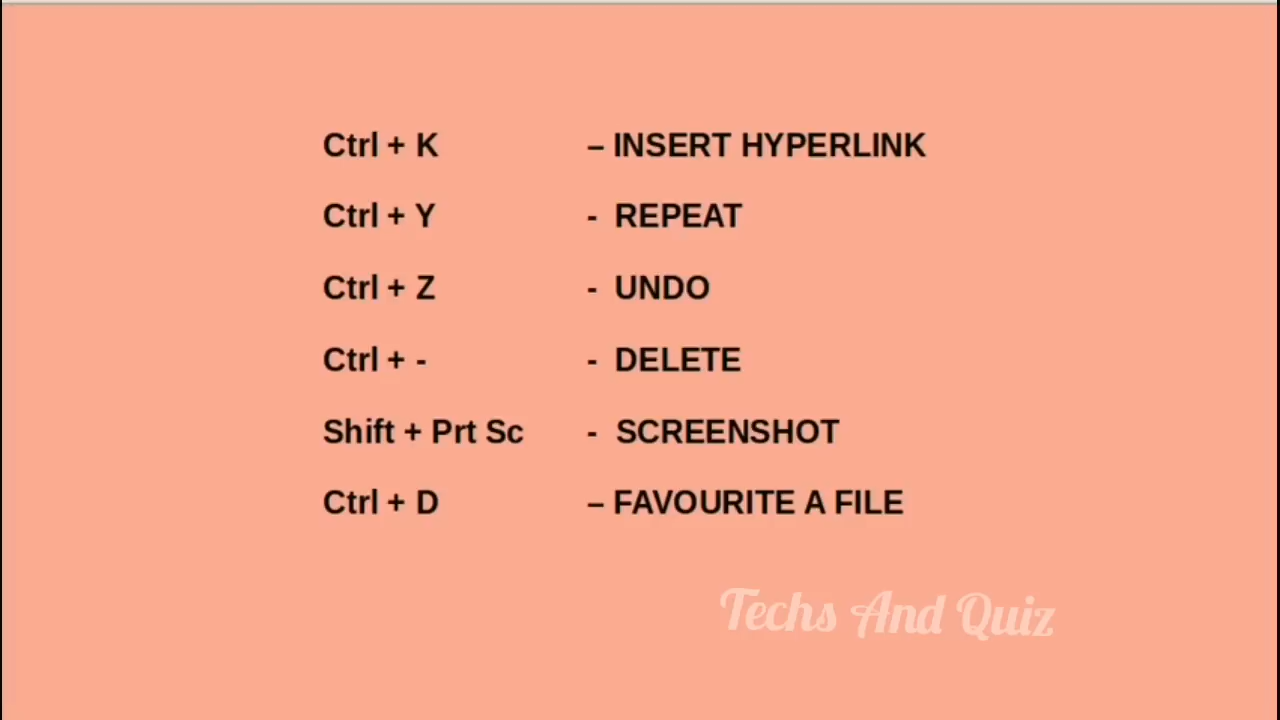 Ctrl + K – INSERT HYPERLINK
Ctrl + Y - REPEAT
Ctrl + Z - UNDO
Ctrl + - - DELETE
Shift + Prt Sc - SCREENSHOT
Ctrl + D – FAVOURITE A FILE
Techs And Quiz